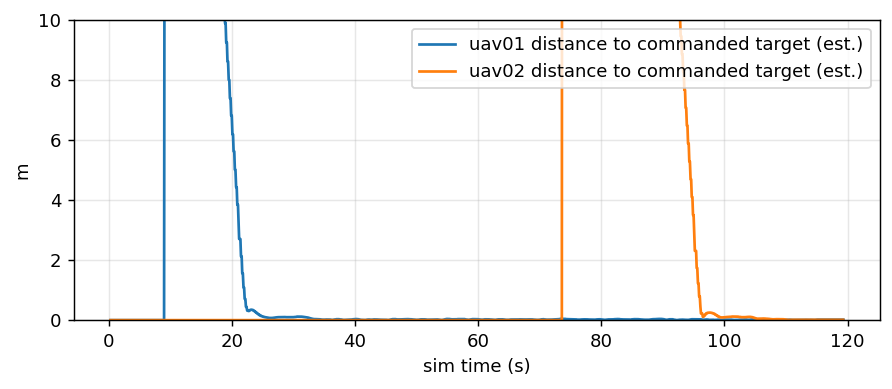 10
8
6
4
2
0
m
uav01 distance to commanded target (est.)
uav02 distance to commanded target (est.)
0 20 40 60 80 100 120
sim time (s)